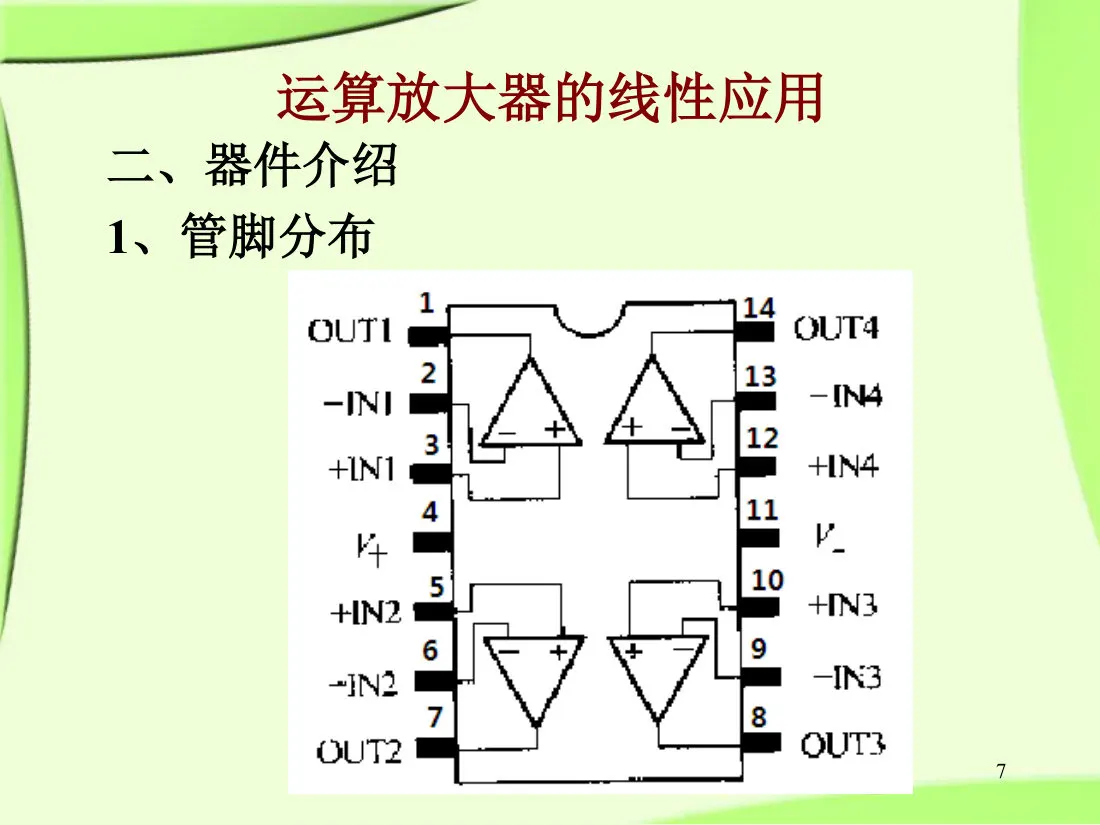 运算放大器的线性应用
二、器件介绍
1、管脚分布
OUT1 1 14 OUT4
-IN1 2 13 -IN4
- + + -
+IN1 3 12 +IN4
V+ 4 11 V-
+IN2 5 10 +IN3
- + + -
-IN2 6 9 -IN3
OUT2 7 8 OUT3
7